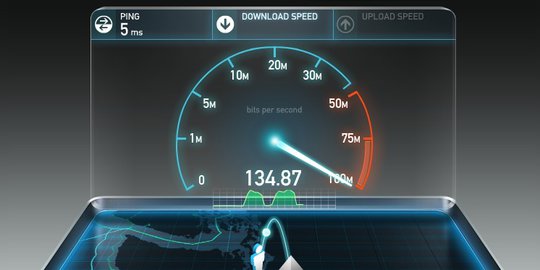 PING
5 ms
DOWNLOAD SPEED
UPLOAD SPEED
0
1M
5M
10M
20M
30M
50M
75M
100M
bits per second
134.87